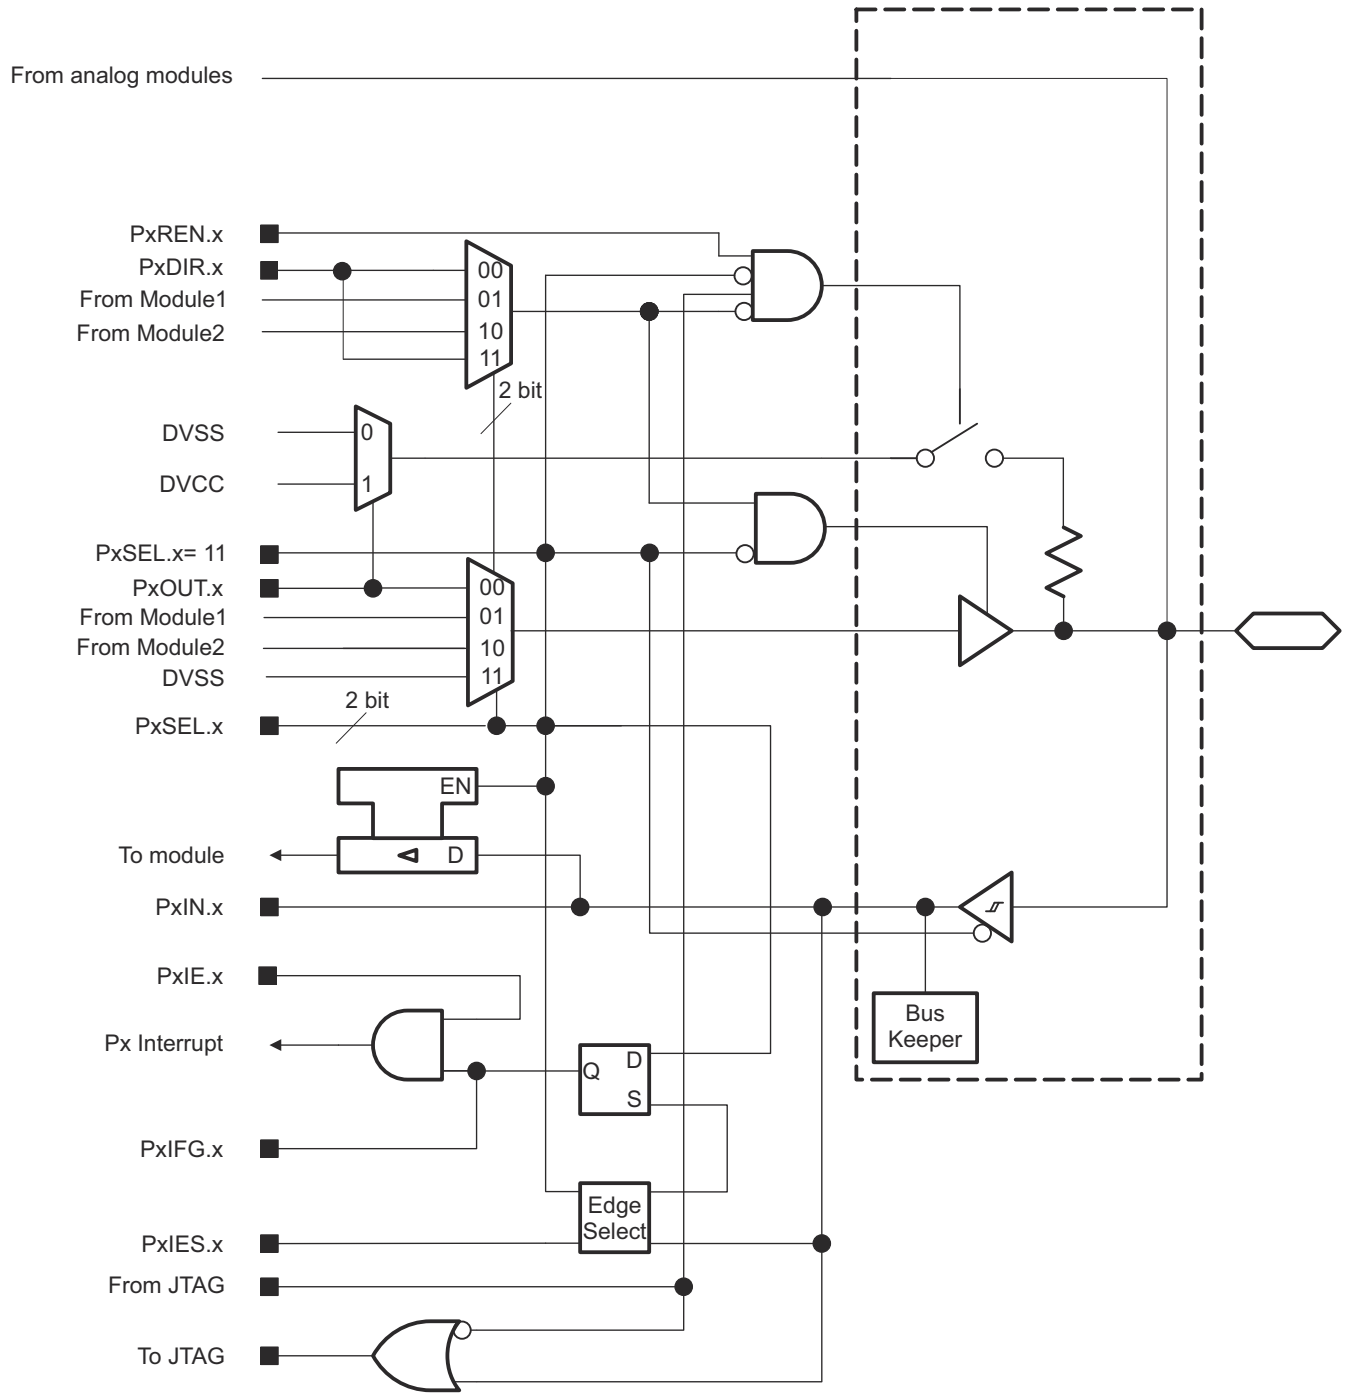 From analog modules
PxREN.x
PxDIR.x
From Module1
From Module2
00
01
10
11
2 bit
DVSS
DVCC
0
1
PxSEL.x= 11
PxOUT.x
From Module1
From Module2
DVSS
00
01
10
11
2 bit
PxSEL.x
EN
To module
D
PxIN.x
PxIE.x
Bus
Keeper
Px Interrupt
Q
D
S
PxIFG.x
Edge
Select
PxIES.x
From JTAG
To JTAG